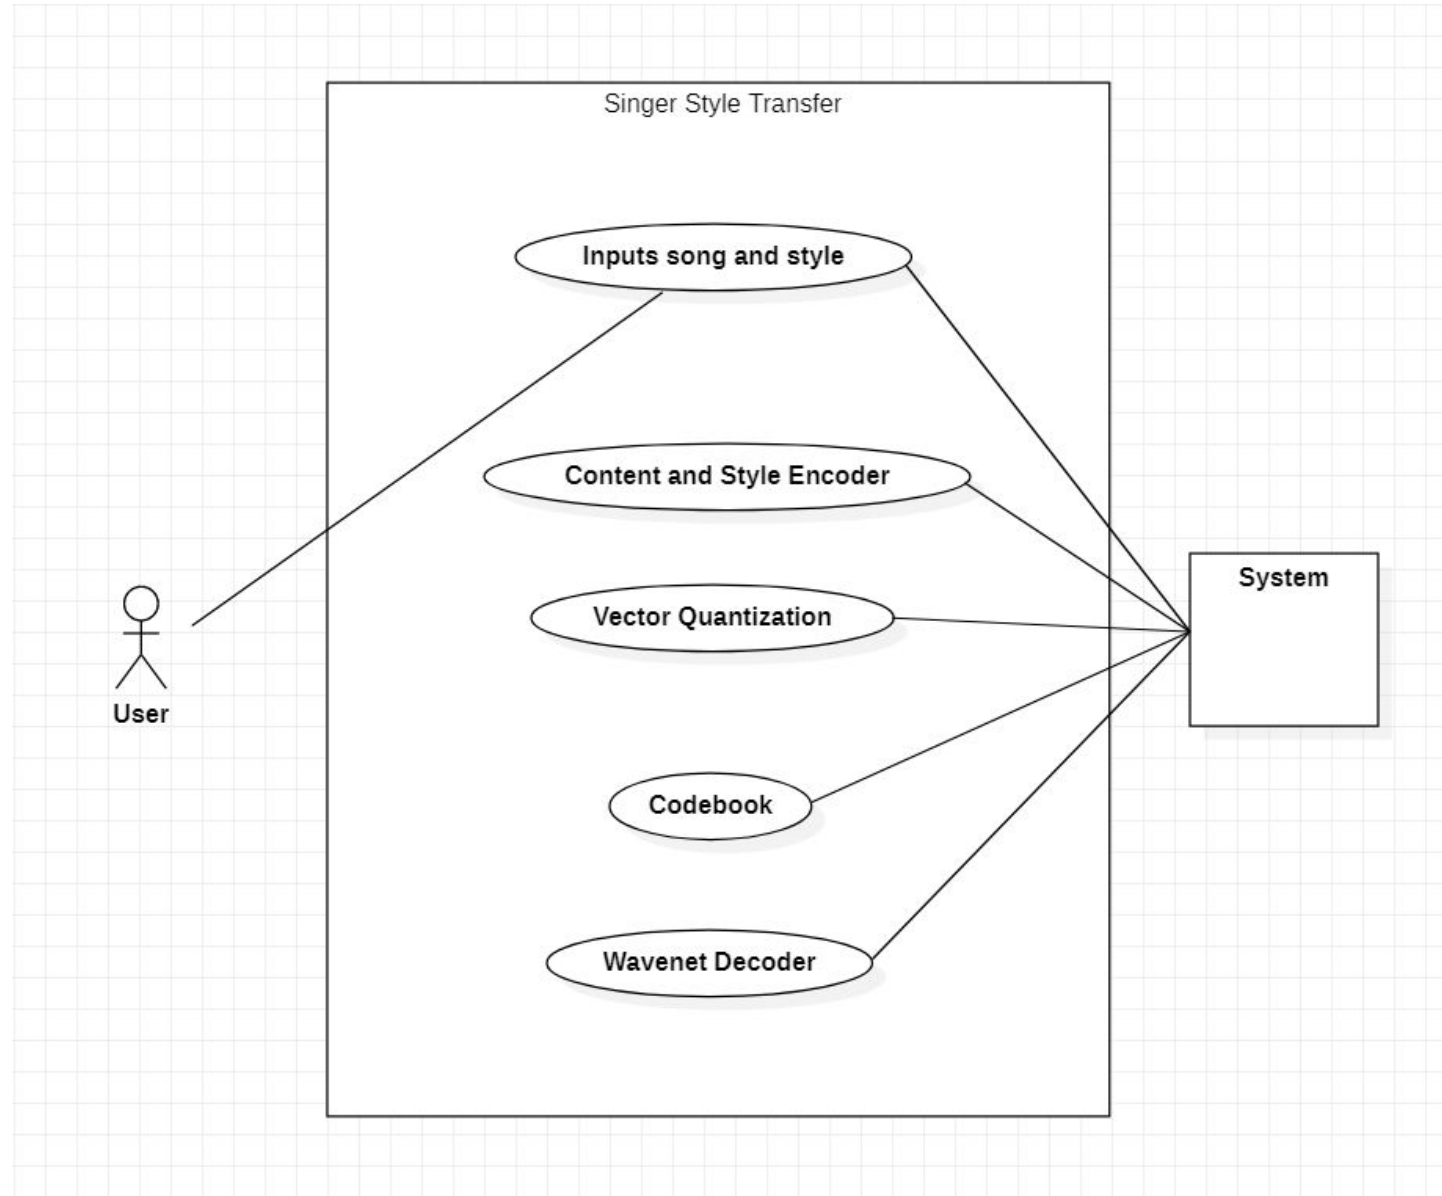 Singer Style Transfer
Inputs song and style
Content and Style Encoder
System
Vector Quantization
User
Codebook
Wavenet Decoder